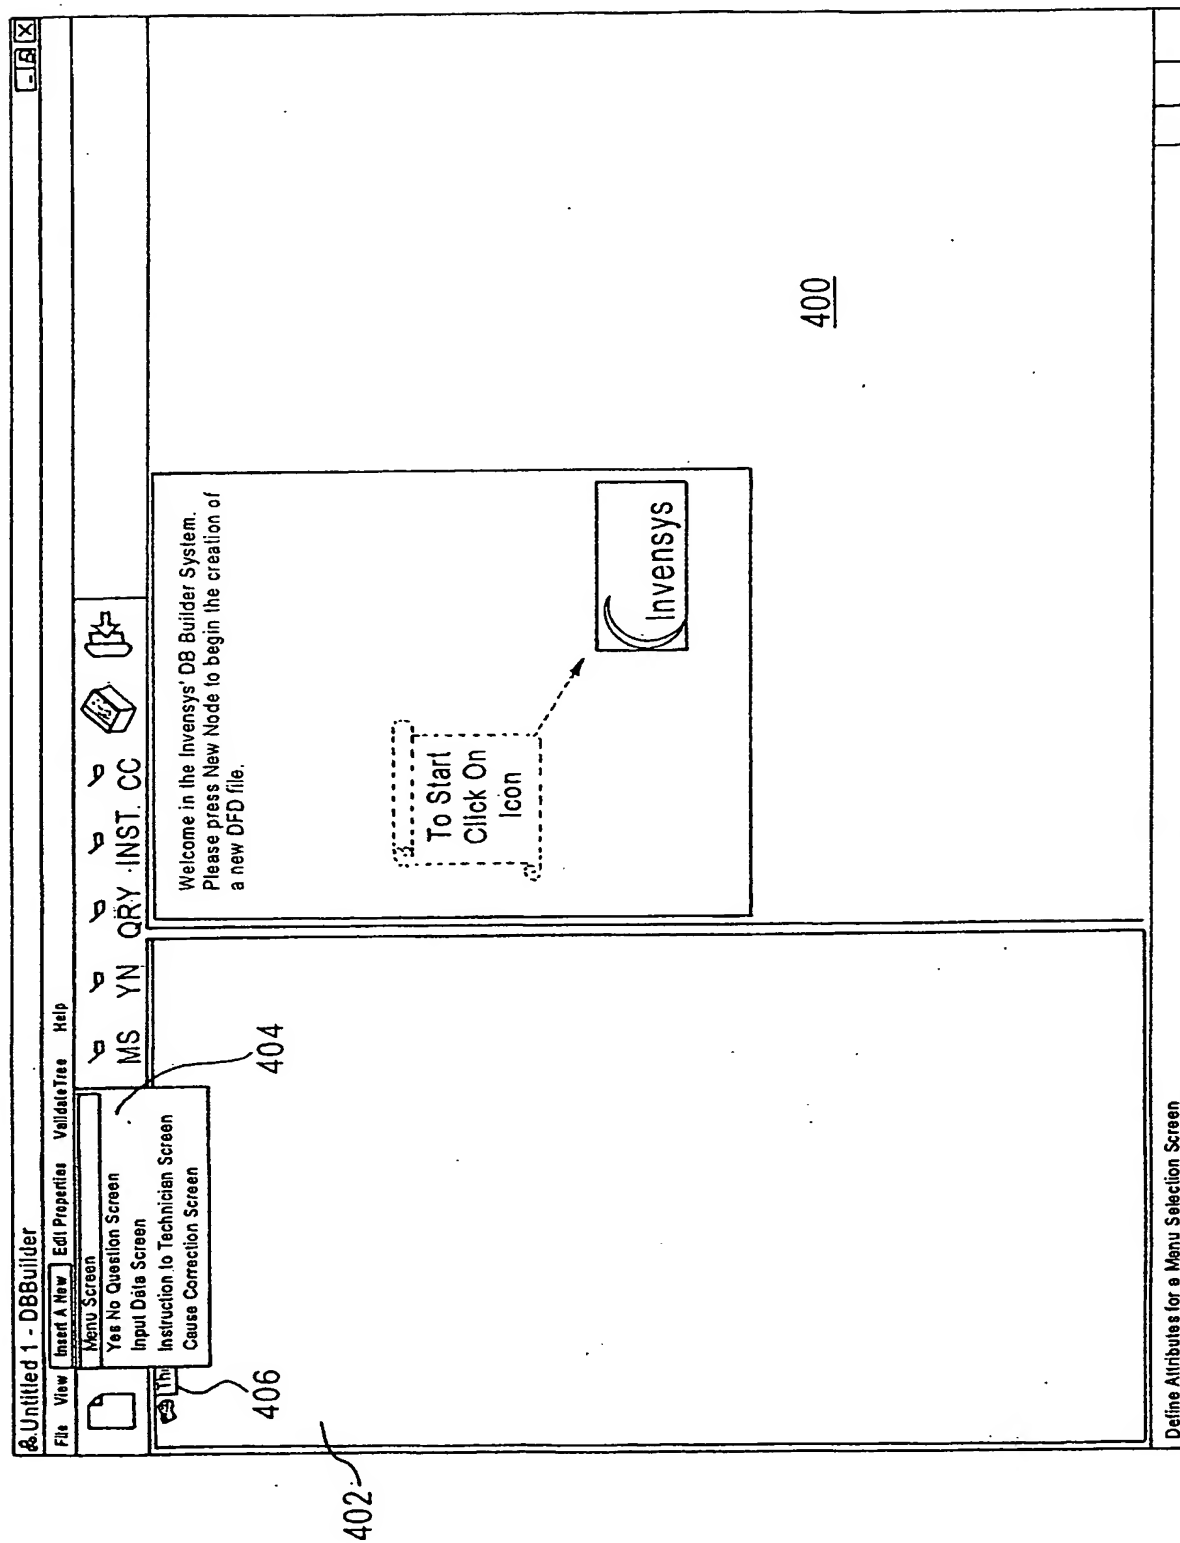 Untitled 1 - DBBuilder
File View Insert A New Edit Properties Validate Tree Help
Menu Screen
Yes No Question Screen
Input Data Screen
Instruction to Technician Screen
Cause Correction Screen
MS YN QRY INST. CC
404
Thi
406
402
Welcome in the Invensys' DB Builder System.
Please press New Node to begin the creation of
a new DFD file.
To Start
Click On
Icon
Invensys
400
Define Attributes for a Menu Selection Screen